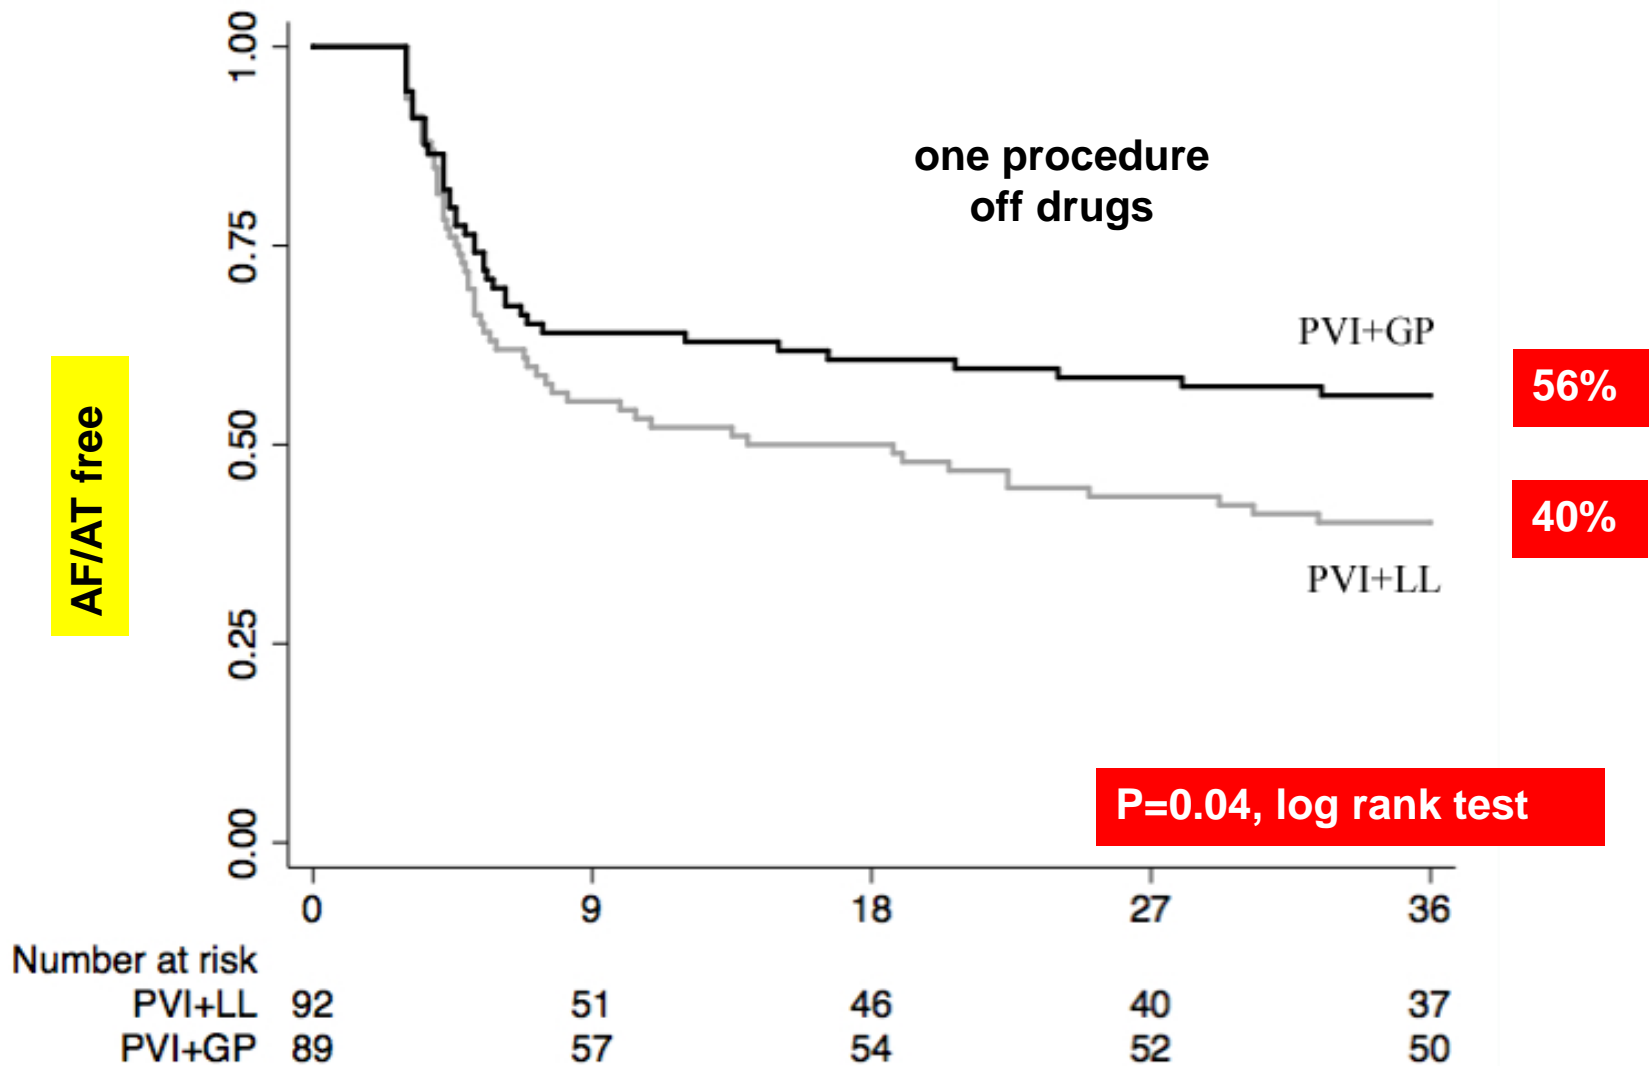 1.00
one procedure
off drugs
0.75
PVI+GP
56%
AF/AT free
0.50
40%
PVI+LL
0.25
P=0.04, log rank test
0.00
0 9 18 27 36
Number at risk
PVI+LL 92 51 46 40 37
PVI+GP 89 57 54 52 50